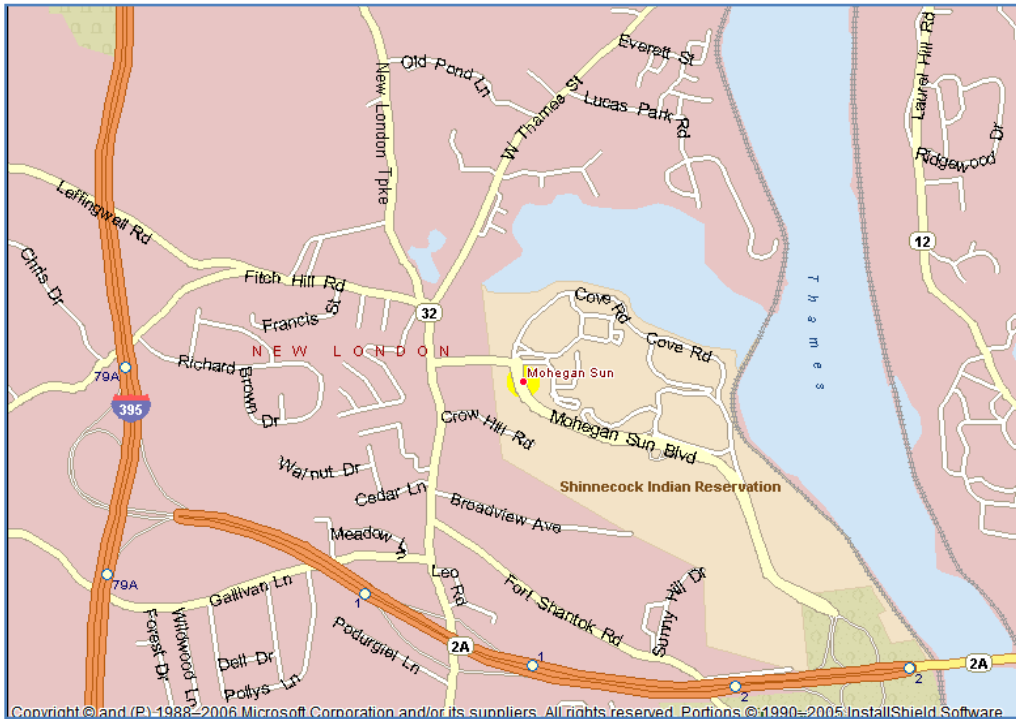 Everett St
Old Pond Ln
Lucas Park Rd
New London Tpke
W Thames St
Laurel Hill Rd
Ridgewood Dr
Leffingwell Rd
12
Chris Dr
Fitch Hill Rd
Thames
Cove Rd
32
Francis St
NEW LONDON
Cove Rd
Richard Brown Dr
79A
Mohegan Sun
395
Crow Hill Rd
Mohegan Sun Blvd
Walnut Dr
Cedar Ln
Shinnecock Indian Reservation
Broadview Ave
Meadow Ln
79A
Gallivan Ln
Leo Rd
Fort Shantok Rd
Sunny Hill Dr
1
Forest Dr
Wildwood Ln
Podurgiel Ln
2A
1
Dell Dr
2A
2
Pollys Ln
2
Copyright © and (P) 1988–2006 Microsoft Corporation and/or its suppliers. All rights reserved. Portions © 1990–2005 InstallShield Software